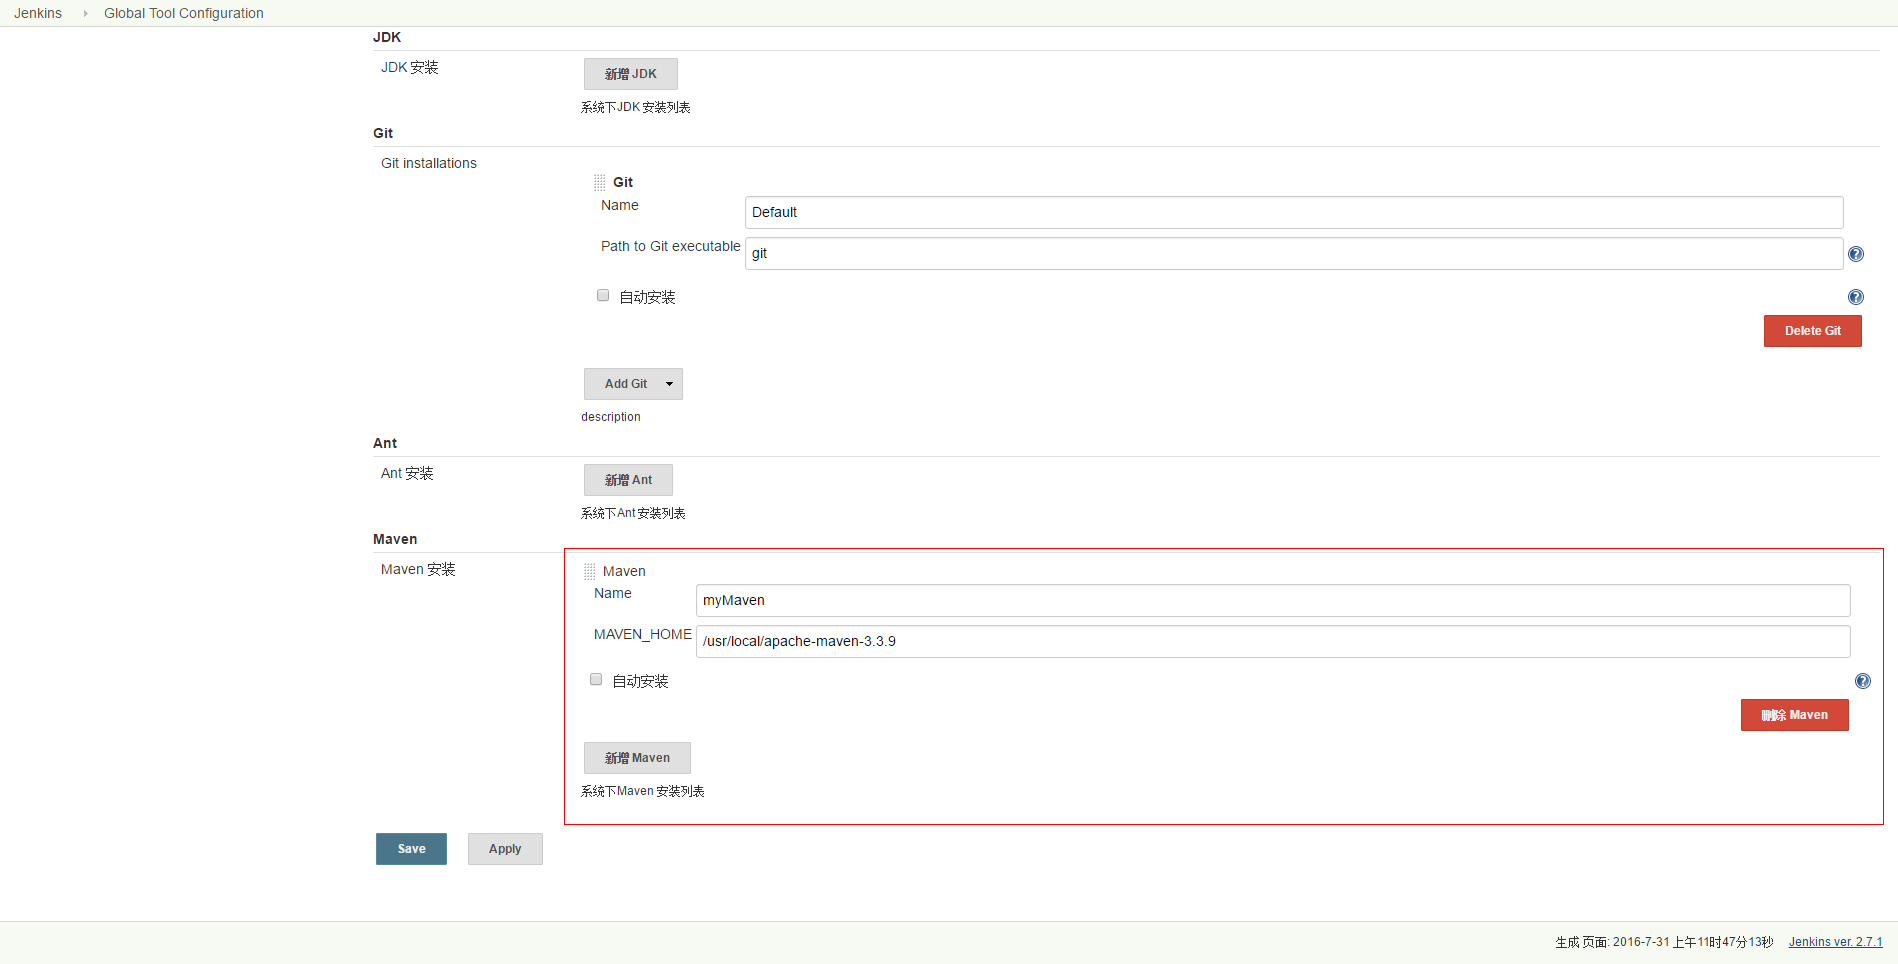 Jenkins Global Tool Configuration
JDK
JDK 安装
新增 JDK
系统下JDK 安装列表
Git
Git installations
Git
Name
Default
Path to Git executable
git
自动安装
Delete Git
Add Git
description
Ant
Ant 安装
新增 Ant
系统下Ant 安装列表
Maven
Maven 安装
Maven
Name
myMaven
MAVEN_HOME
/usr/local/apache-maven-3.3.9
自动安装
删除 Maven
新增 Maven
系统下Maven 安装列表
Save Apply
生成 页面: 2016-7-31 上午11时47分13秒 Jenkins ver. 2.7.1